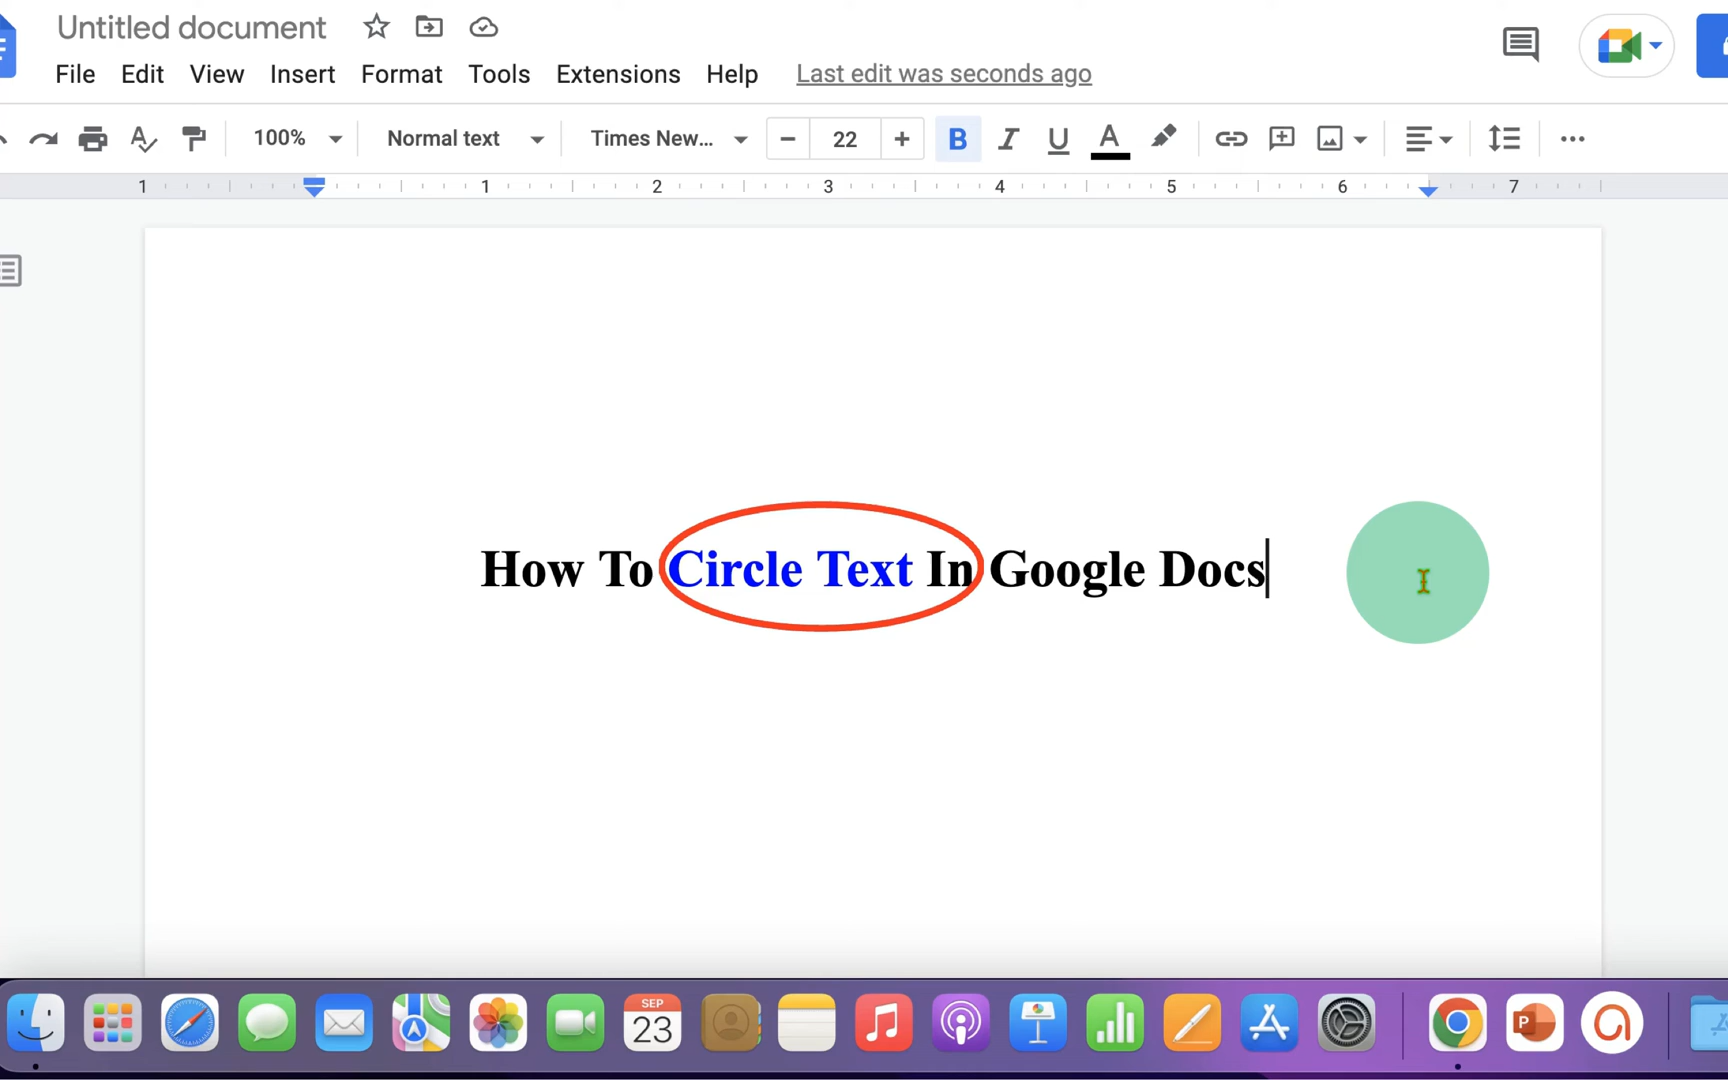 Untitled document
File Edit View Insert Format Tools Extensions Help Last edit was seconds ago
100% Normal text Times New... − 22 + B I U A
1 1 2 3 4 5 6 7
How To Circle Text In Google Docs
SEP
23
P